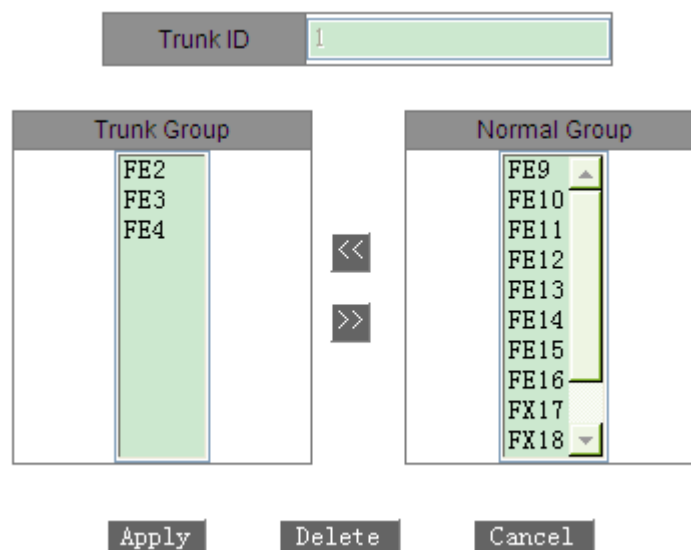 Trunk ID 1
Trunk Group
FE2
FE3
FE4
<<
>>
Normal Group
FE9
FE10
FE11
FE12
FE13
FE14
FE15
FE16
FX17
FX18
Apply Delete Cancel